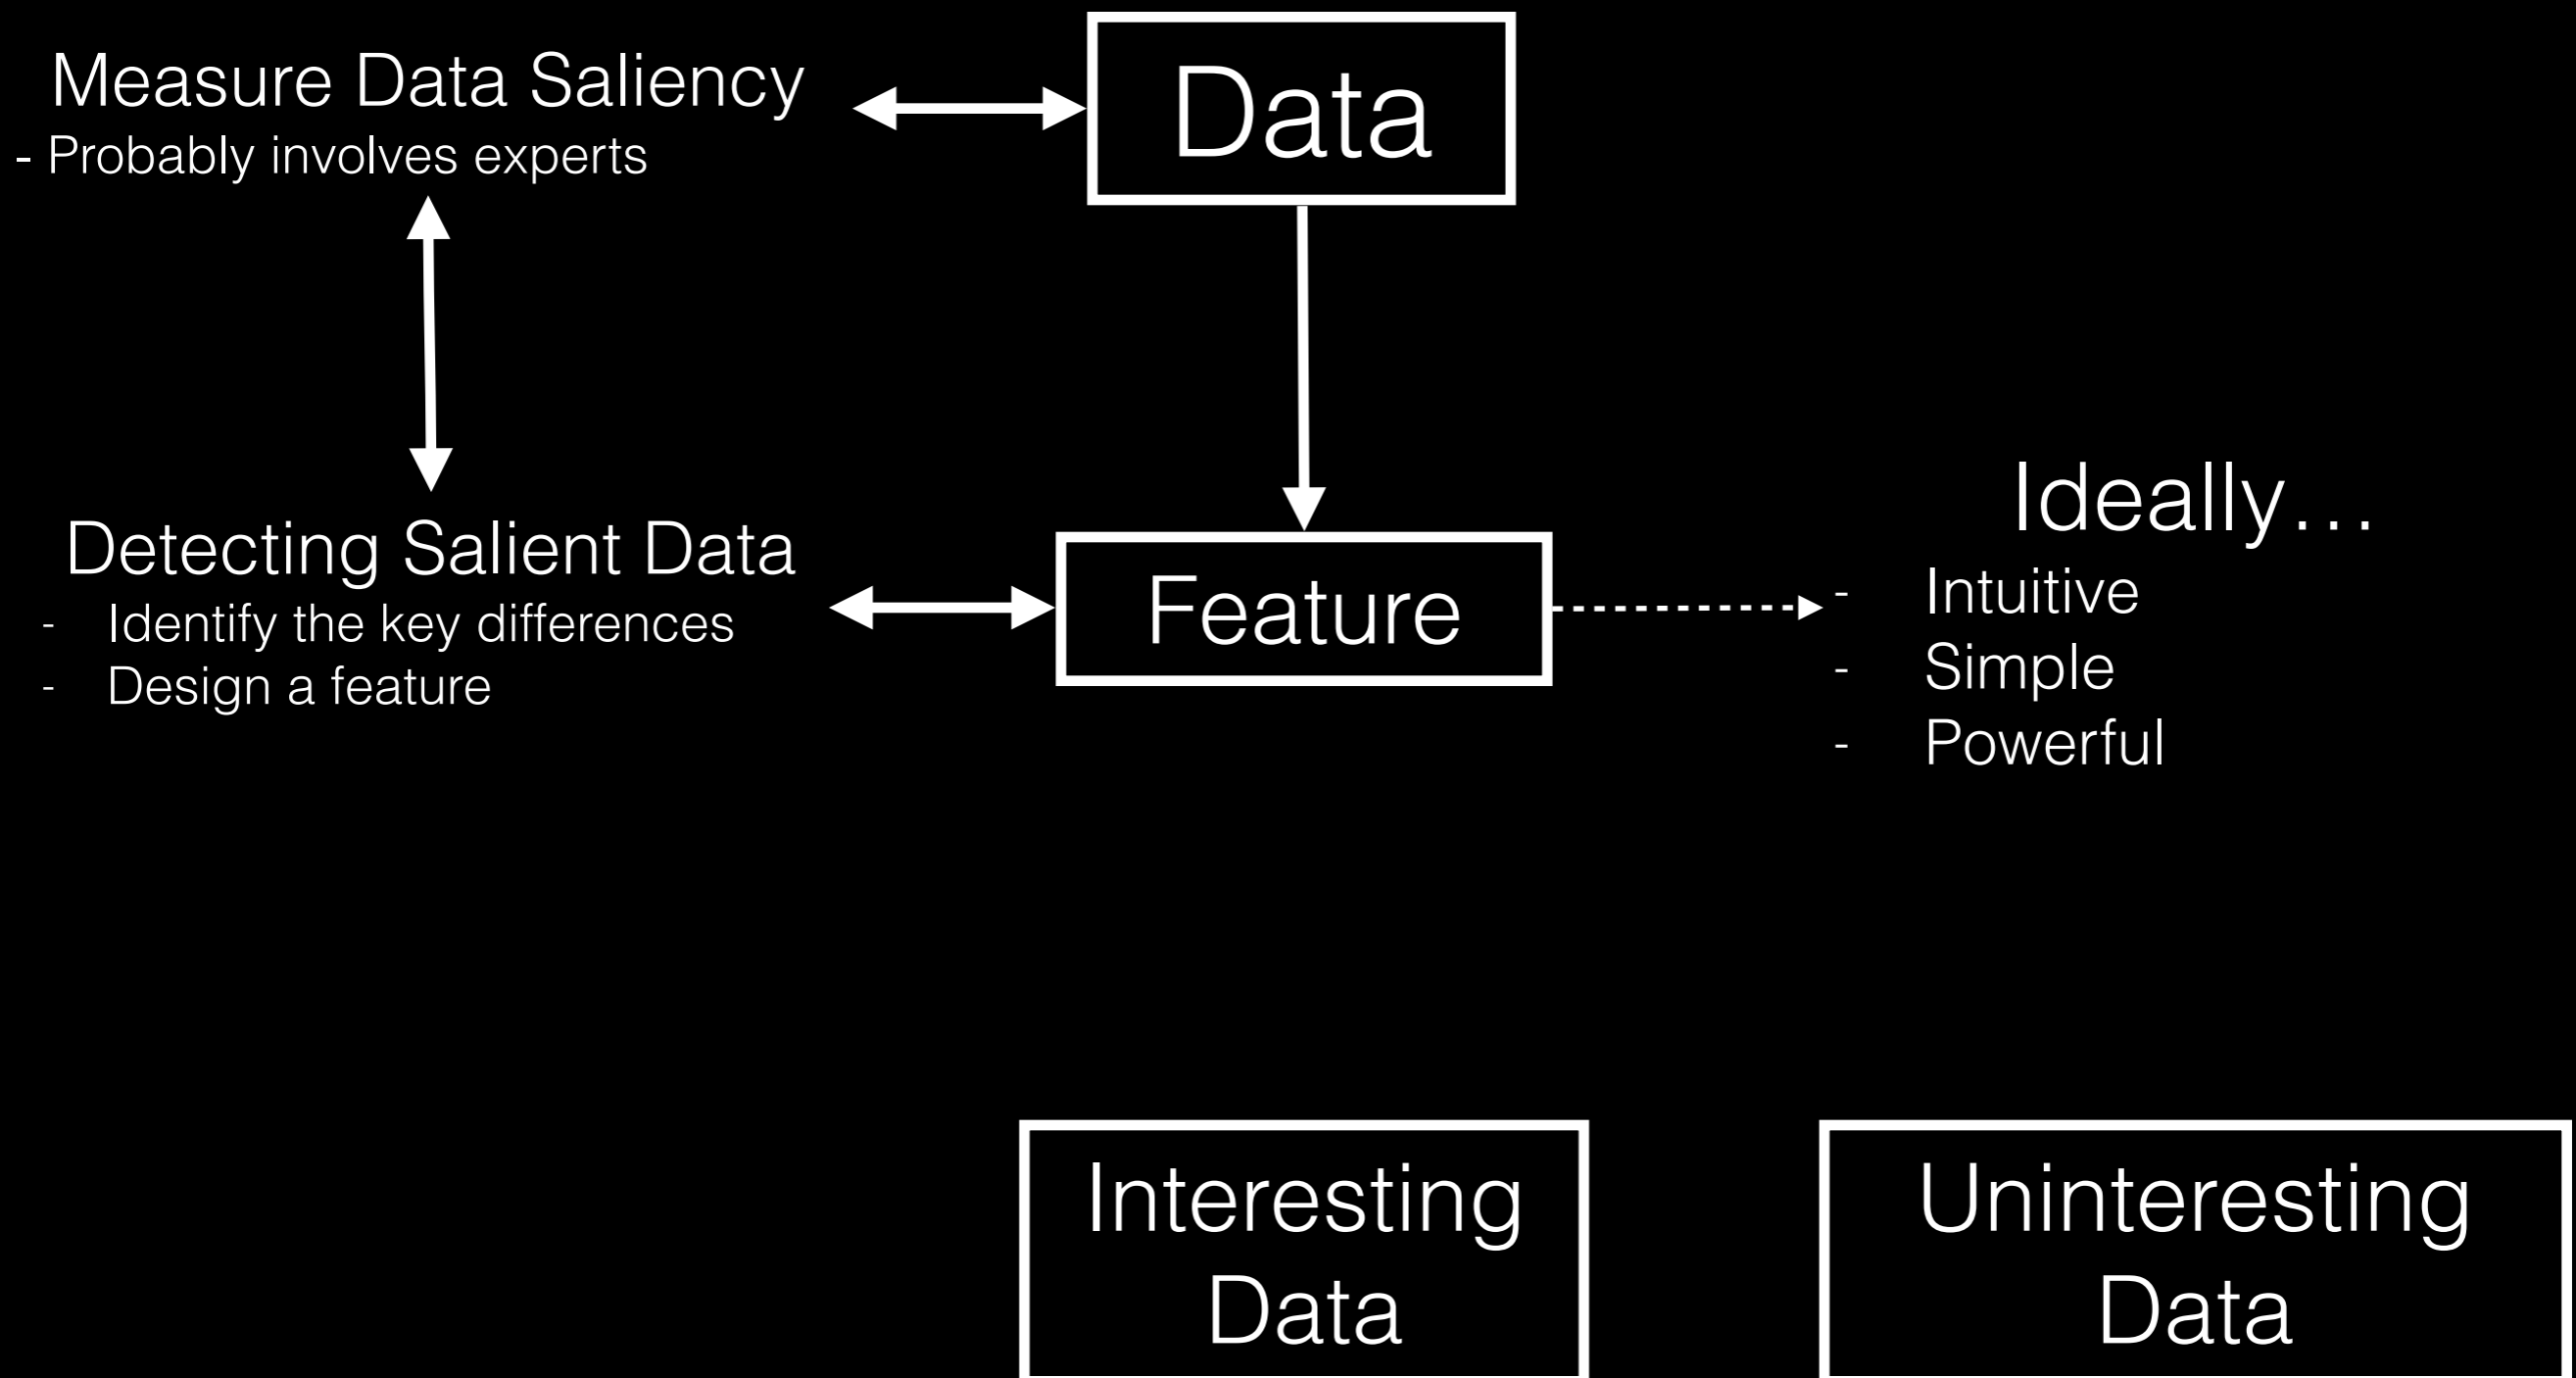 Measure Data Saliency
- Probably involves experts
Data
Detecting Salient Data
- Identify the key differences
- Design a feature
Feature
Ideally…
- Intuitive
- Simple
- Powerful
Interesting
Data
Uninteresting
Data